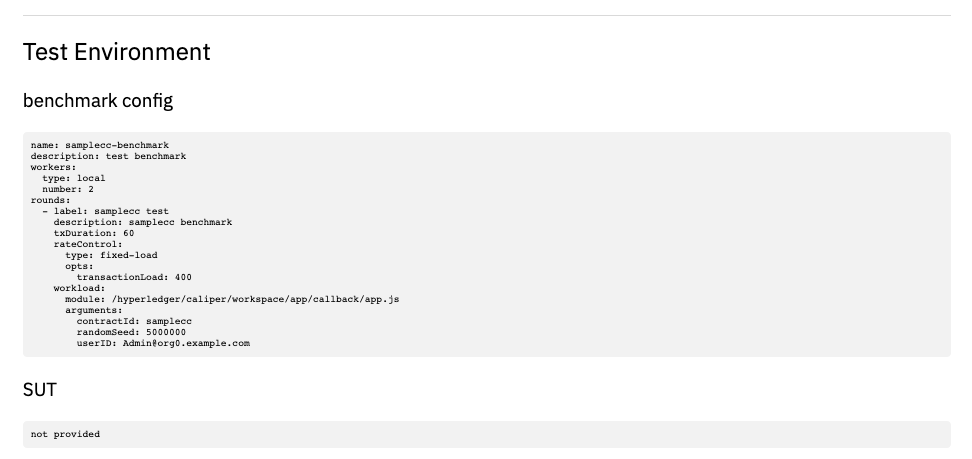 Test Environment
benchmark config
name: samplecc-benchmark
description: test benchmark
workers:
  type: local
  number: 2
rounds:
  - label: samplecc test
    description: samplecc benchmark
    txDuration: 60
    rateControl:
      type: fixed-load
      opts:
        transactionLoad: 400
    workload:
      module: /hyperledger/caliper/workspace/app/callback/app.js
      arguments:
        contractId: samplecc
        randomSeed: 5000000
        userID: Admin@org0.example.com
SUT
not provided